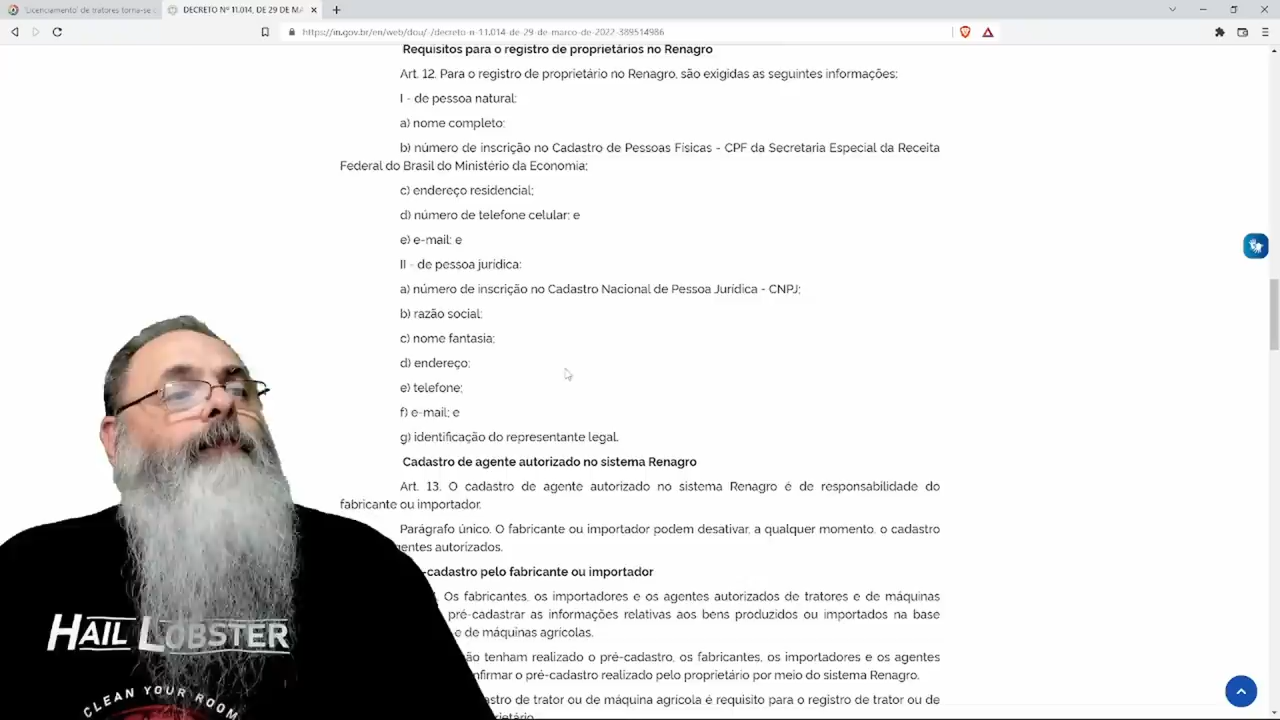 'Licenciamento' de tratores torna-se
DECRETO Nº 11.014, DE 29 DE MA
https://in.gov.br/en/web/dou/-/decreto-n-11.014-de-29-de-marco-de-2022-389514986
Requisitos para o registro de proprietários no Renagro
Art. 12. Para o registro de proprietário no Renagro, são exigidas as seguintes informações:
I - de pessoa natural:
a) nome completo;
b) número de inscrição no Cadastro de Pessoas Físicas - CPF da Secretaria Especial da Receita
Federal do Brasil do Ministério da Economia;
c) endereço residencial;
d) número de telefone celular; e
e) e-mail; e
II - de pessoa jurídica:
a) número de inscrição no Cadastro Nacional de Pessoa Jurídica - CNPJ;
b) razão social;
c) nome fantasia;
d) endereço;
e) telefone;
f) e-mail; e
g) identificação do representante legal.
Cadastro de agente autorizado no sistema Renagro
Art. 13. O cadastro de agente autorizado no sistema Renagro é de responsabilidade do
fabricante ou importador.
Parágrafo único. O fabricante ou importador podem desativar, a qualquer momento, o cadastro
gentes autorizados.
-cadastro pelo fabricante ou importador
. Os fabricantes, os importadores e os agentes autorizados de tratores e de máquinas
pré-cadastrar as informações relativas aos bens produzidos ou importados na base
e de máquinas agrícolas.
ão tenham realizado o pré-cadastro, os fabricantes, os importadores e os agentes
nfirmar o pré-cadastro realizado pelo proprietário por meio do sistema Renagro.
astro de trator ou de máquina agrícola é requisito para o registro de trator ou de
rietário.
HAIL LOBSTER
CLEAN YOUR ROOM